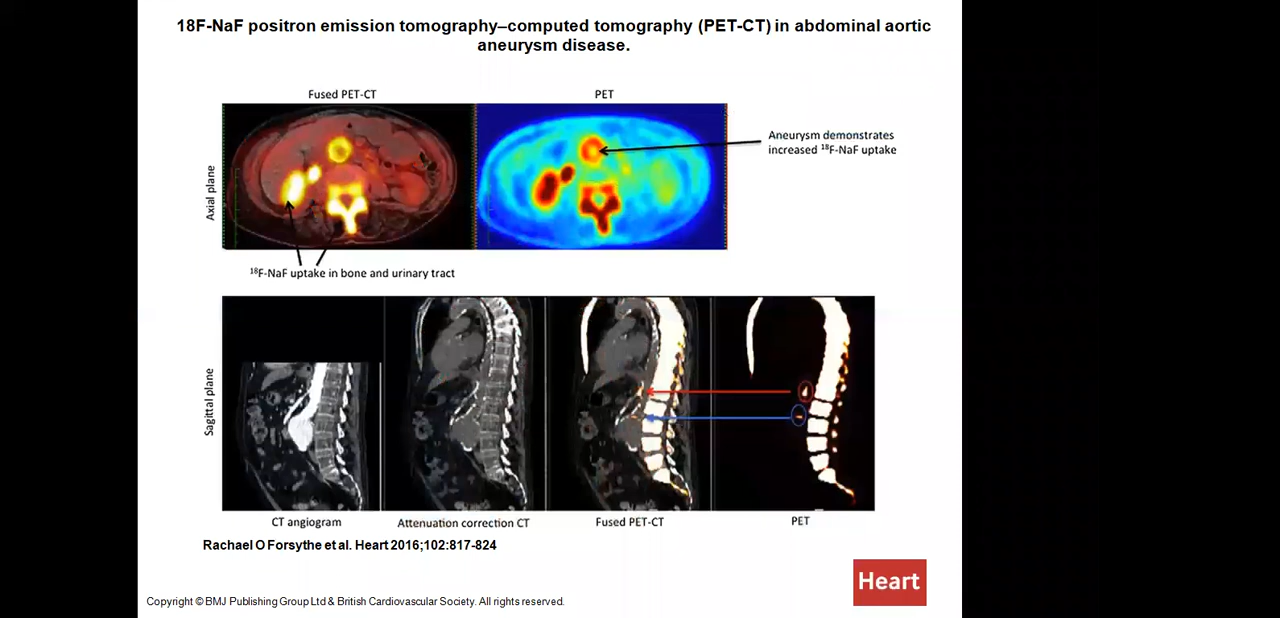 18F-NaF positron emission tomography–computed tomography (PET-CT) in abdominal aortic
aneurysm disease.
Fused PET-CT
PET
Axial plane
Aneurysm demonstrates
increased ¹⁸F-NaF uptake
¹⁸F-NaF uptake in bone and urinary tract
Sagittal plane
CT angiogram
Attenuation correction CT
Fused PET-CT
PET
Rachael O Forsythe et al. Heart 2016;102:817-824
Heart
Copyright © BMJ Publishing Group Ltd & British Cardiovascular Society. All rights reserved.